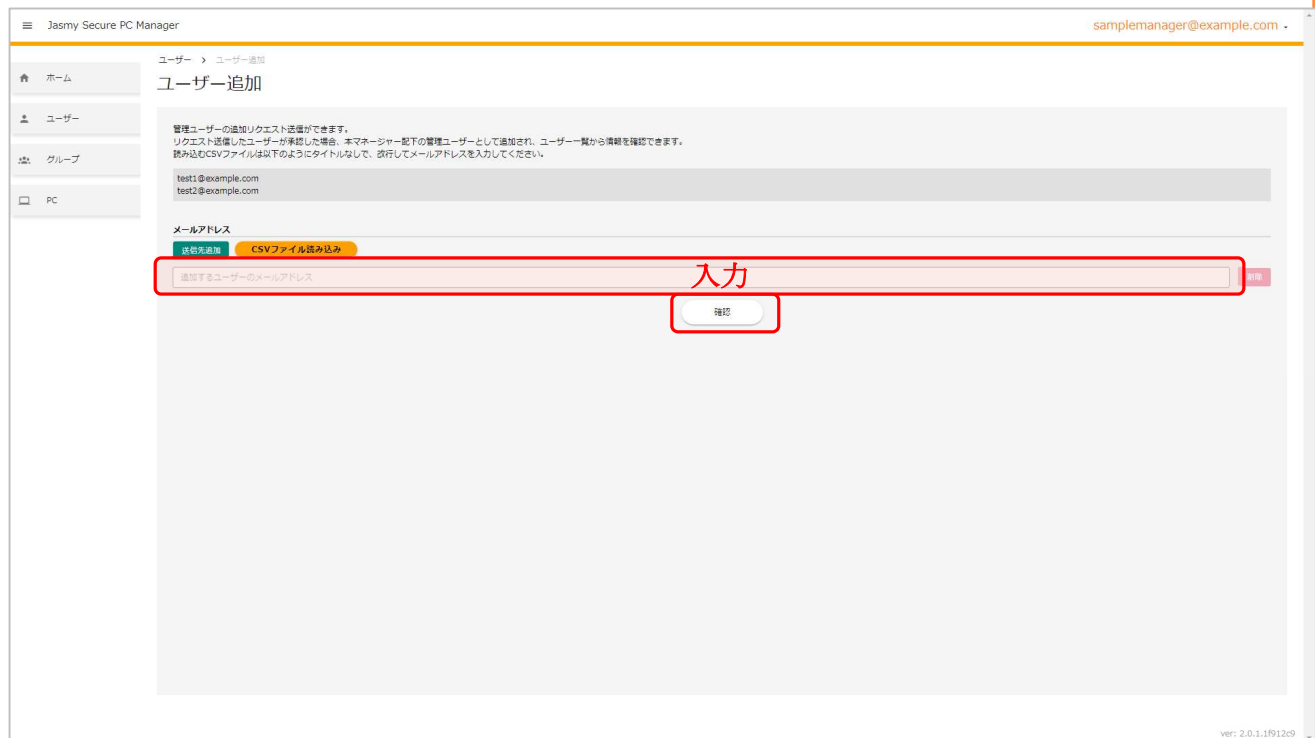 Jasmy Secure PC Manager
samplemanager@example.com
ユーザー > ユーザー追加
ユーザー追加
ホーム
ユーザー
グループ
PC
管理ユーザーの追加リクエスト送信ができます。
リクエスト送信したユーザーが承認した場合、本マネージャー配下の管理ユーザーとして追加され、ユーザー一覧から情報を確認できます。
読み込むCSVファイルは以下のようにタイトルなしで、改行してメールアドレスを入力してください。
test1@example.com
test2@example.com
メールアドレス
送信先追加 CSVファイル読み込み
追加するユーザーのメールアドレス 入力 削除
確認
ver: 2.0.1.1f912c9